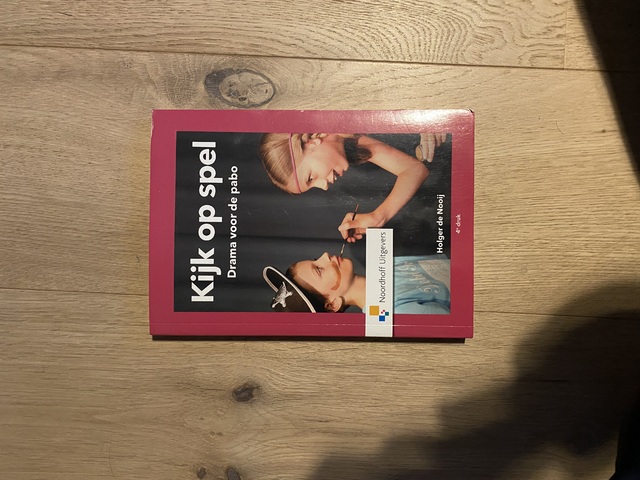 Kijk op spel
Drama voor de pabo
Holger de Nooij
4e druk
Noordhoff Uitgevers